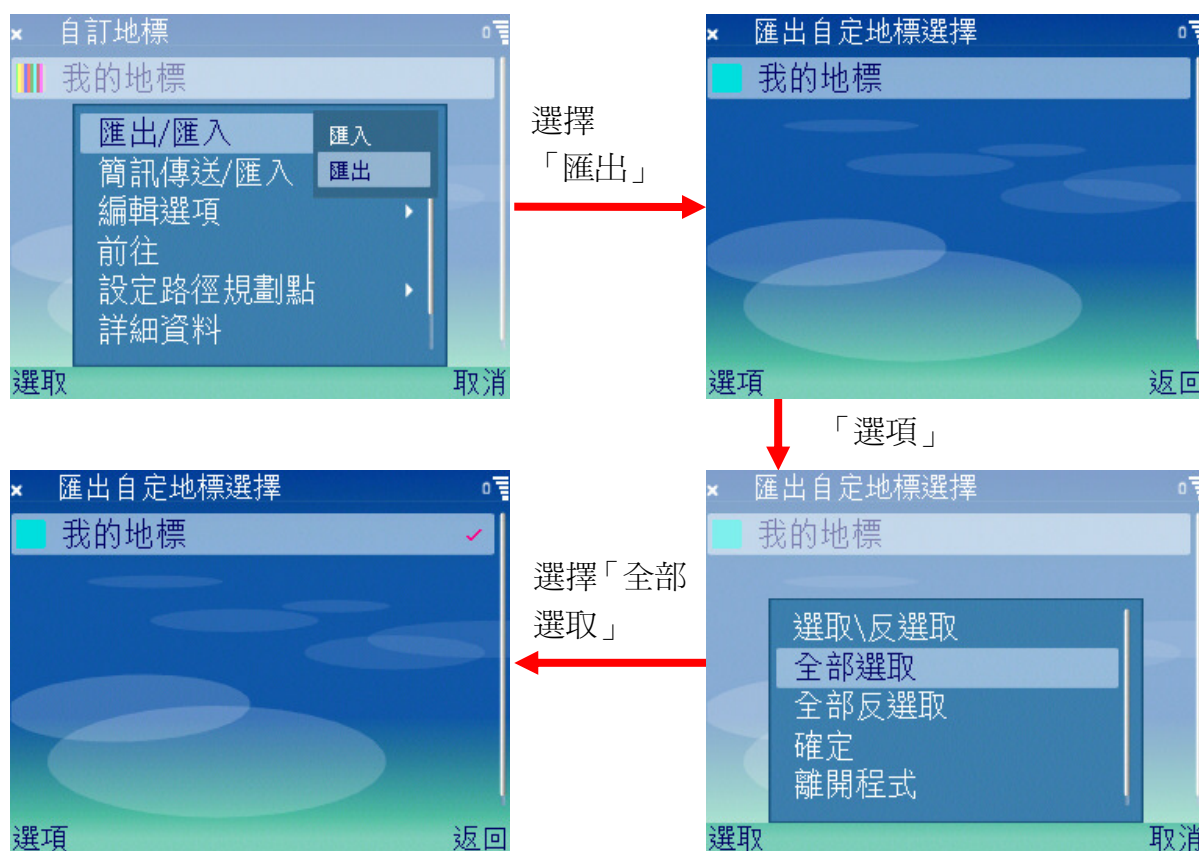 自訂地標
我的地標
匯出/匯入
匯入
簡訊傳送/匯入
匯出
編輯選項
前往
設定路徑規劃點
詳細資料
選取
取消
選擇
「匯出」
匯出自定地標選擇
我的地標
選項
返回
「選項」
匯出自定地標選擇
我的地標
選取\反選取
全部選取
全部反選取
確定
離開程式
選取
取消
選擇「全部
選取」
匯出自定地標選擇
我的地標
選項
返回